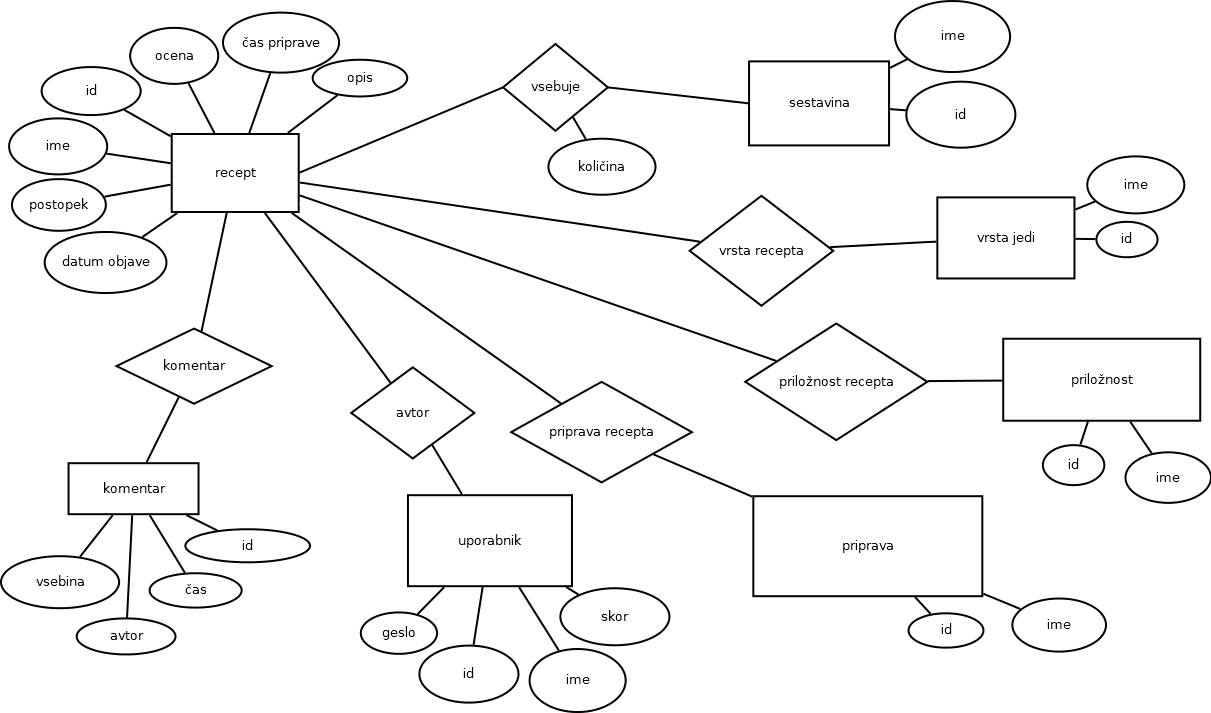 ime
čas priprave
ocena
opis
vsebuje
id
sestavina
id
ime
količina
recept
ime
postopek
vrsta jedi
id
vrsta recepta
datum objave
komentar
priložnost recepta
priložnost
avtor
priprava recepta
id
ime
komentar
uporabnik
priprava
id
vsebina
čas
avtor
geslo
skor
id
ime
id
ime